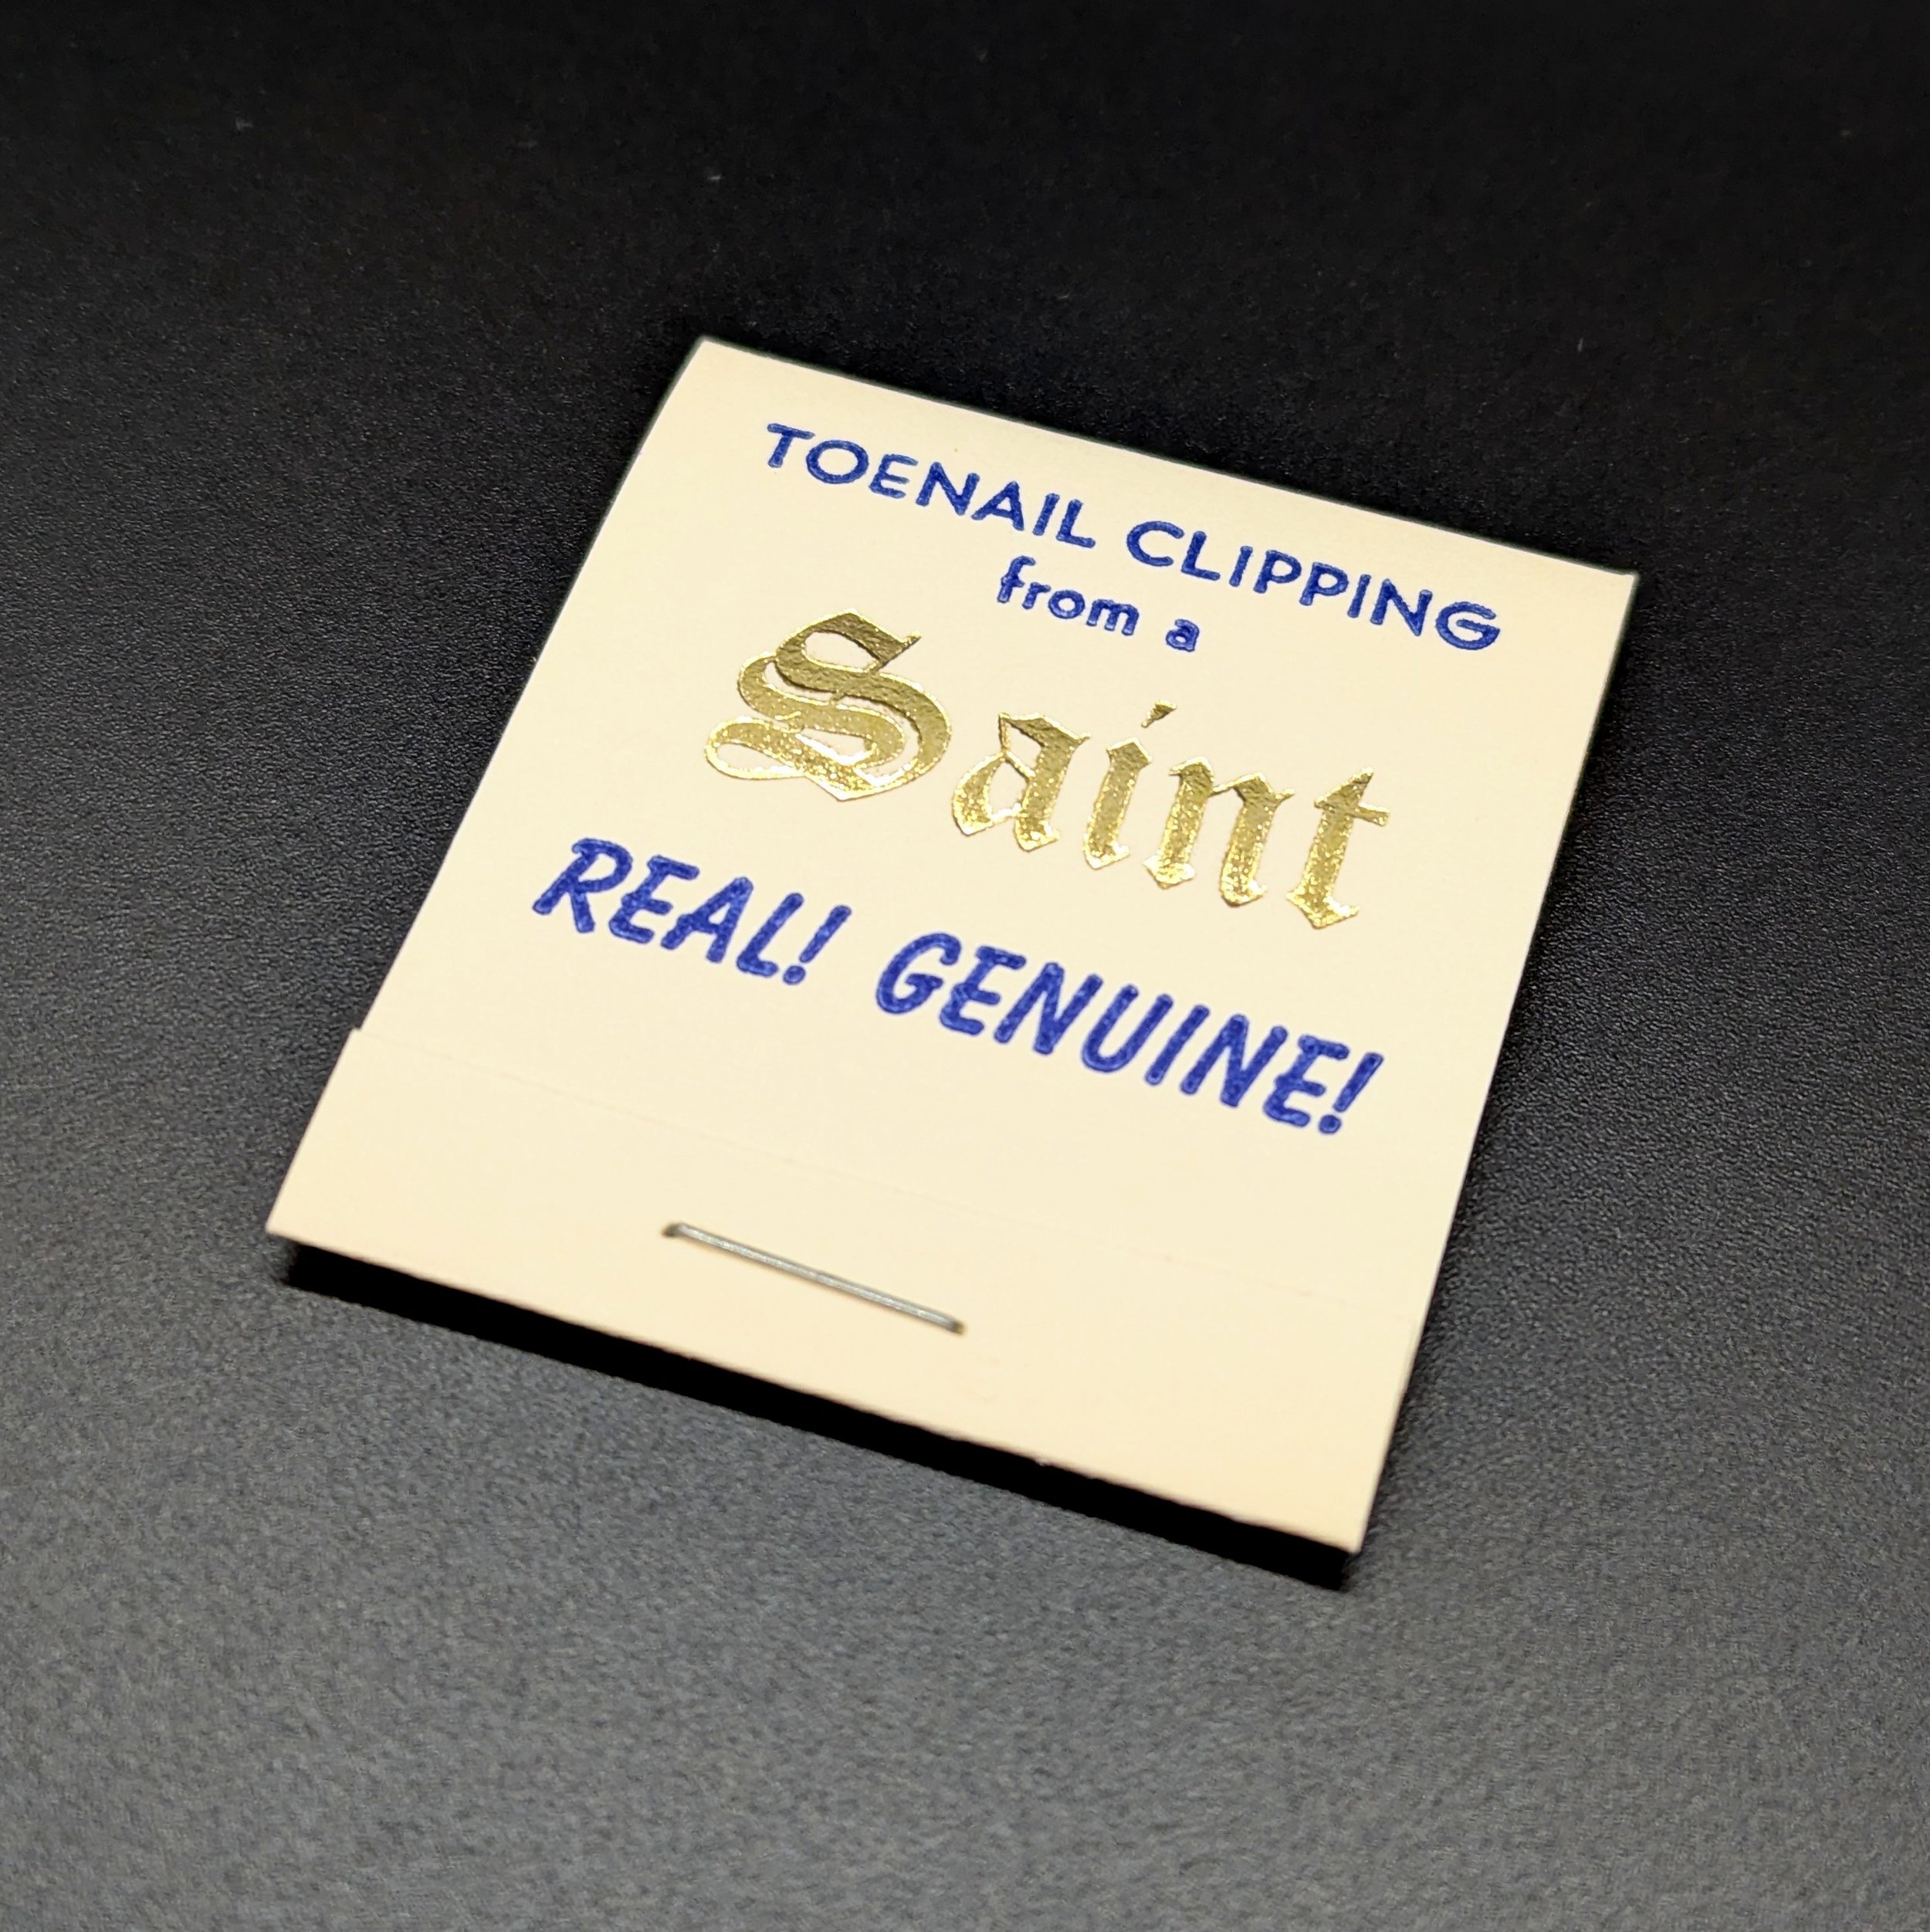 TOENAIL CLIPPING
from a
Saint
REAL! GENUINE!